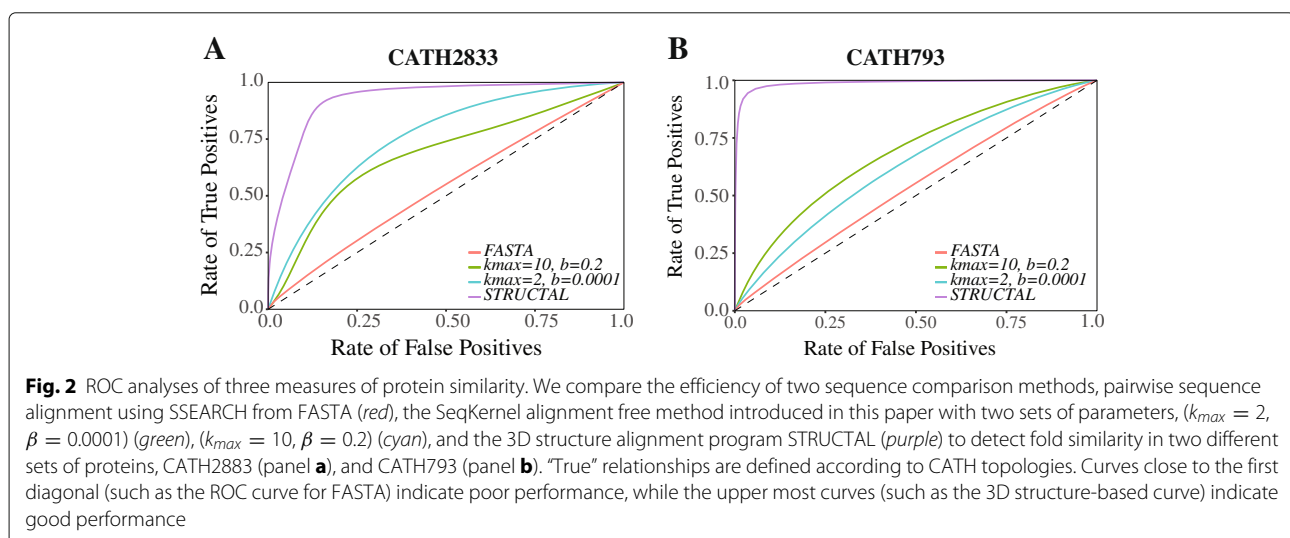 A
CATH2833
1.0
0.75
0.50
0.25
0.0
0.0
0.25
0.50
0.75
1.0
Rate of True Positives
Rate of False Positives
FASTA
kmax=10, b=0.2
kmax=2, b=0.0001
STRUCTAL
B
CATH793
1.0
0.75
0.50
0.25
0.0
0.0
0.25
0.50
0.75
1.0
Rate of True Positives
Rate of False Positives
FASTA
kmax=10, b=0.2
kmax=2, b=0.0001
STRUCTAL
Fig. 2 ROC analyses of three measures of protein similarity. We compare the efficiency of two sequence comparison methods, pairwise sequence
alignment using SSEARCH from FASTA (red), the SeqKernel alignment free method introduced in this paper with two sets of parameters, (kmax = 2,
β = 0.0001) (green), (kmax = 10, β = 0.2) (cyan), and the 3D structure alignment program STRUCTAL (purple) to detect fold similarity in two different
sets of proteins, CATH2883 (panel a), and CATH793 (panel b). “True” relationships are defined according to CATH topologies. Curves close to the first
diagonal (such as the ROC curve for FASTA) indicate poor performance, while the upper most curves (such as the 3D structure-based curve) indicate
good performance